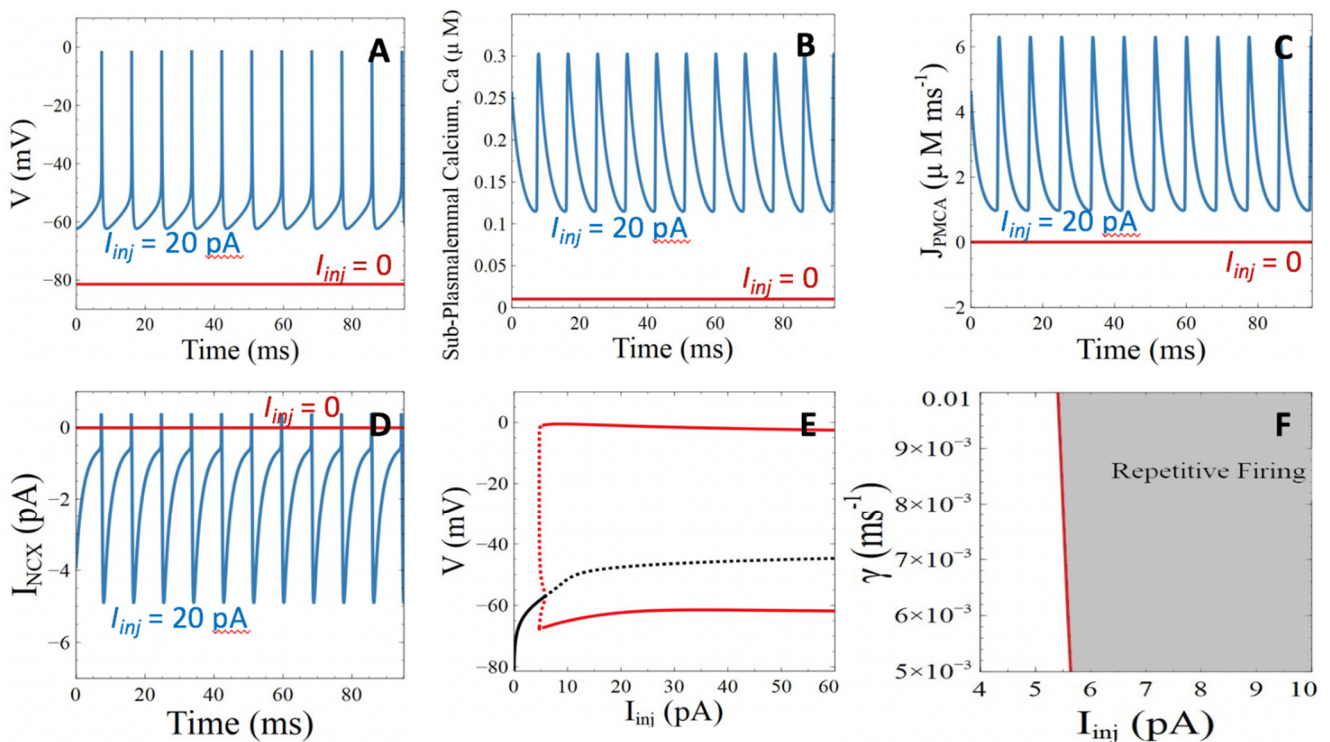 A
V (mV)
0
−20
−40
−60
−80
I_inj = 20 pA
I_inj = 0
0 20 40 60 80
Time (ms)
B
Sub-Plasmalemmal Calcium, Ca (μ M)
0.35
0.3
0.25
0.2
0.15
0.1
0.05
0
I_inj = 20 pA
I_inj = 0
0 20 40 60 80
Time (ms)
C
J_PMCA (μ M ms⁻¹)
6
4
2
0
−2
I_inj = 20 pA
I_inj = 0
0 20 40 60 80
Time (ms)
D
I_NCX (pA)
0
−2
−4
−6
I_inj = 0
I_inj = 20 pA
0 20 40 60 80
Time (ms)
E
V (mV)
0
−20
−40
−60
−80
0 10 20 30 40 50 60
I_inj (pA)
F
γ (ms⁻¹)
0.01
9×10⁻³
8×10⁻³
7×10⁻³
6×10⁻³
5×10⁻³
Repetitive Firing
4 5 6 7 8 9 10
I_inj (pA)